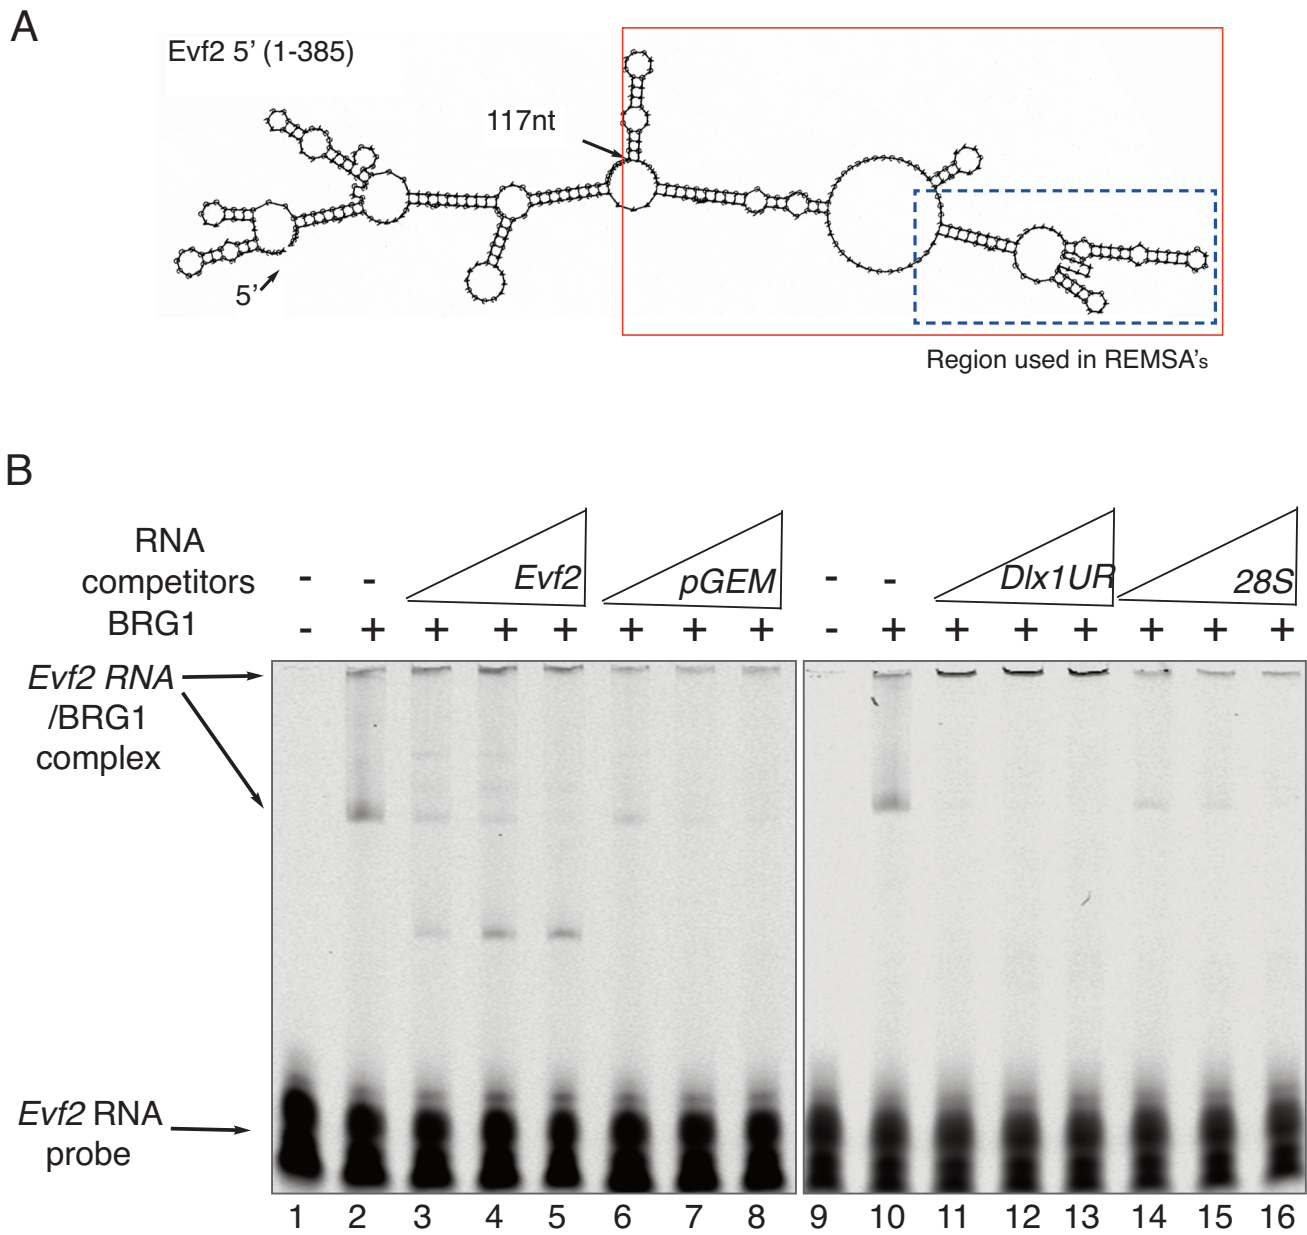 A
Evf2 5' (1-385)
117nt
5'
Region used in REMSA's
B
RNA
competitors
- - Evf2 pGEM - - Dlx1UR 28S
BRG1 - + + + + + + + - + + + + + + +
Evf2 RNA
/BRG1
complex
Evf2 RNA
probe
1 2 3 4 5 6 7 8 9 10 11 12 13 14 15 16